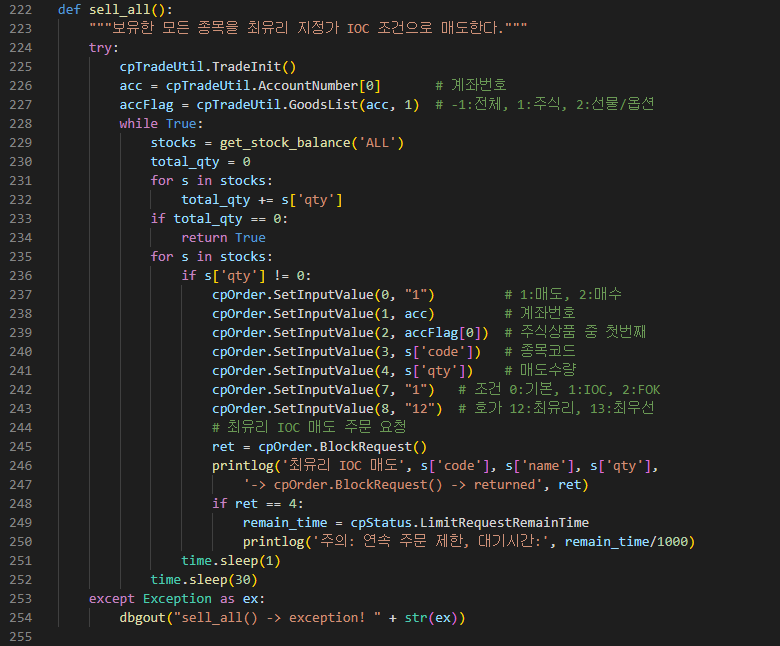 222 def sell_all():
223     """보유한 모든 종목을 최유리 지정가 IOC 조건으로 매도한다."""
224     try:
225         cpTradeUtil.TradeInit()
226         acc = cpTradeUtil.AccountNumber[0]       # 계좌번호
227         accFlag = cpTradeUtil.GoodsList(acc, 1)  # -1:전체, 1:주식, 2:선물/옵션
228         while True:
229             stocks = get_stock_balance('ALL')
230             total_qty = 0
231             for s in stocks:
232                 total_qty += s['qty']
233             if total_qty == 0:
234                 return True
235             for s in stocks:
236                 if s['qty'] != 0:
237                     cpOrder.SetInputValue(0, "1")         # 1:매도, 2:매수
238                     cpOrder.SetInputValue(1, acc)         # 계좌번호
239                     cpOrder.SetInputValue(2, accFlag[0])  # 주식상품 중 첫번째
240                     cpOrder.SetInputValue(3, s['code'])   # 종목코드
241                     cpOrder.SetInputValue(4, s['qty'])    # 매도수량
242                     cpOrder.SetInputValue(7, "1")   # 조건 0:기본, 1:IOC, 2:FOK
243                     cpOrder.SetInputValue(8, "12")  # 호가 12:최유리, 13:최우선
244                     # 최유리 IOC 매도 주문 요청
245                     ret = cpOrder.BlockRequest()
246                     printlog('최유리 IOC 매도', s['code'], s['name'], s['qty'],
247                         '-> cpOrder.BlockRequest() -> returned', ret)
248                     if ret == 4:
249                         remain_time = cpStatus.LimitRequestRemainTime
250                         printlog('주의: 연속 주문 제한, 대기시간:', remain_time/1000)
251                 time.sleep(1)
252             time.sleep(30)
253     except Exception as ex:
254         dbgout("sell_all() -> exception! " + str(ex))
255